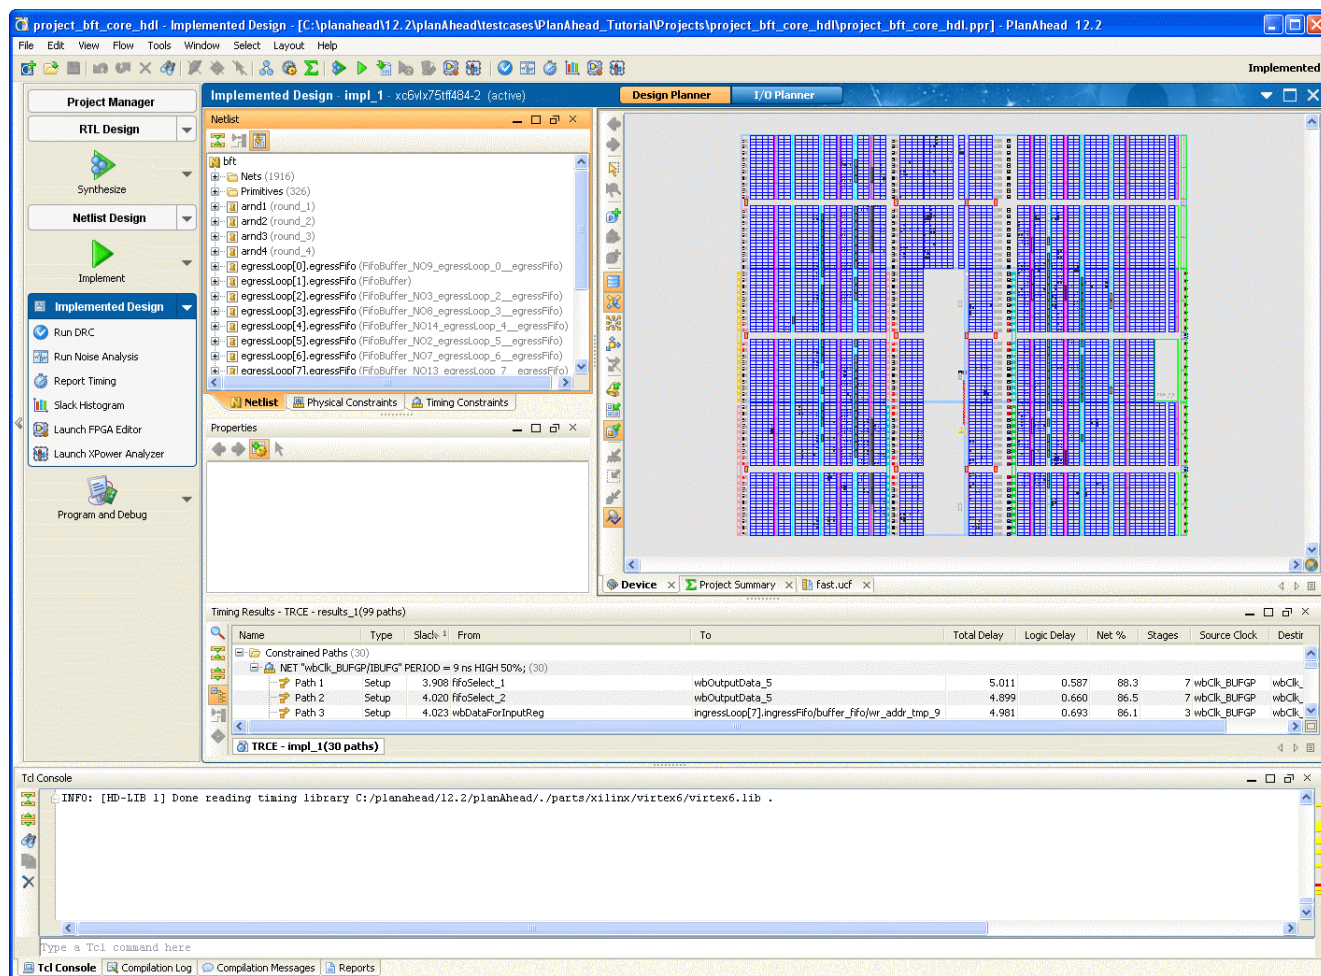 project_bft_core_hdl - Implemented Design - [C:\planahead\12.2\planAhead\testcases\PlanAhead_Tutorial\Projects\project_bft_core_hdl\project_bft_core_hdl.ppr] - PlanAhead 12.2
File Edit View Flow Tools Window Select Layout Help
Implemented
Project Manager
RTL Design
Synthesize
Netlist Design
Implement
Implemented Design
Run DRC
Run Noise Analysis
Report Timing
Slack Histogram
Launch FPGA Editor
Launch XPower Analyzer
Program and Debug
Implemented Design - impl_1 - xc6vlx75tff484-2 (active)
Design Planner
I/O Planner
Netlist
bft
Nets (1916)
Primitives (326)
arnd1 (round_1)
arnd2 (round_2)
arnd3 (round_3)
arnd4 (round_4)
egressLoop[0].egressFifo (FifoBuffer_NO9_egressLoop_0__egressFifo)
egressLoop[1].egressFifo (FifoBuffer)
egressLoop[2].egressFifo (FifoBuffer_NO3_egressLoop_2__egressFifo)
egressLoop[3].egressFifo (FifoBuffer_NO8_egressLoop_3__egressFifo)
egressLoop[4].egressFifo (FifoBuffer_NO14_egressLoop_4__egressFifo)
egressLoop[5].egressFifo (FifoBuffer_NO2_egressLoop_5__egressFifo)
egressLoop[6].egressFifo (FifoBuffer_NO7_egressLoop_6__egressFifo)
egressLoop[7].egressFifo (FifoBuffer_NO13_egressLoop_7__egressFifo)
Netlist Physical Constraints Timing Constraints
Properties
Device Project Summary fast.ucf
Timing Results - TRCE - results_1(99 paths)
Name Type Slack 1 From To Total Delay Logic Delay Net % Stages Source Clock Destin
Constrained Paths (30)
NET "wbClk_BUFGP/IBUFG" PERIOD = 9 ns HIGH 50%; (30)
Path 1 Setup 3.908 fifoSelect_1 wbOutputData_5 5.011 0.587 88.3 7 wbClk_BUFGP wbClk_
Path 2 Setup 4.020 fifoSelect_2 wbOutputData_5 4.899 0.660 86.5 7 wbClk_BUFGP wbClk_
Path 3 Setup 4.023 wbDataForInputReg ingressLoop[7].ingressFifo/buffer_fifo/wr_addr_tmp_9 4.981 0.693 86.1 3 wbClk_BUFGP wbClk_
TRCE - impl_1(30 paths)
Tcl Console
INFO: [HD-LIB 1] Done reading timing library C:/planahead/12.2/planAhead/./parts/xilinx/virtex6/virtex6.lib .
Type a Tcl command here
Tcl Console Compilation Log Compilation Messages Reports